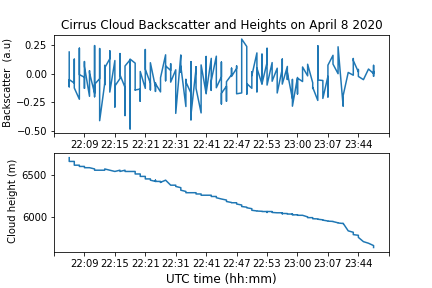 Cirrus Cloud Backscatter and Heights on April 8 2020
Backscatter (a.u)
0.25
0.00
−0.25
−0.50
22:09 22:15 22:21 22:31 22:41 22:47 22:53 23:00 23:07 23:44
Cloud height (m)
6500
6000
22:09 22:15 22:21 22:31 22:41 22:47 22:53 23:00 23:07 23:44
UTC time (hh:mm)